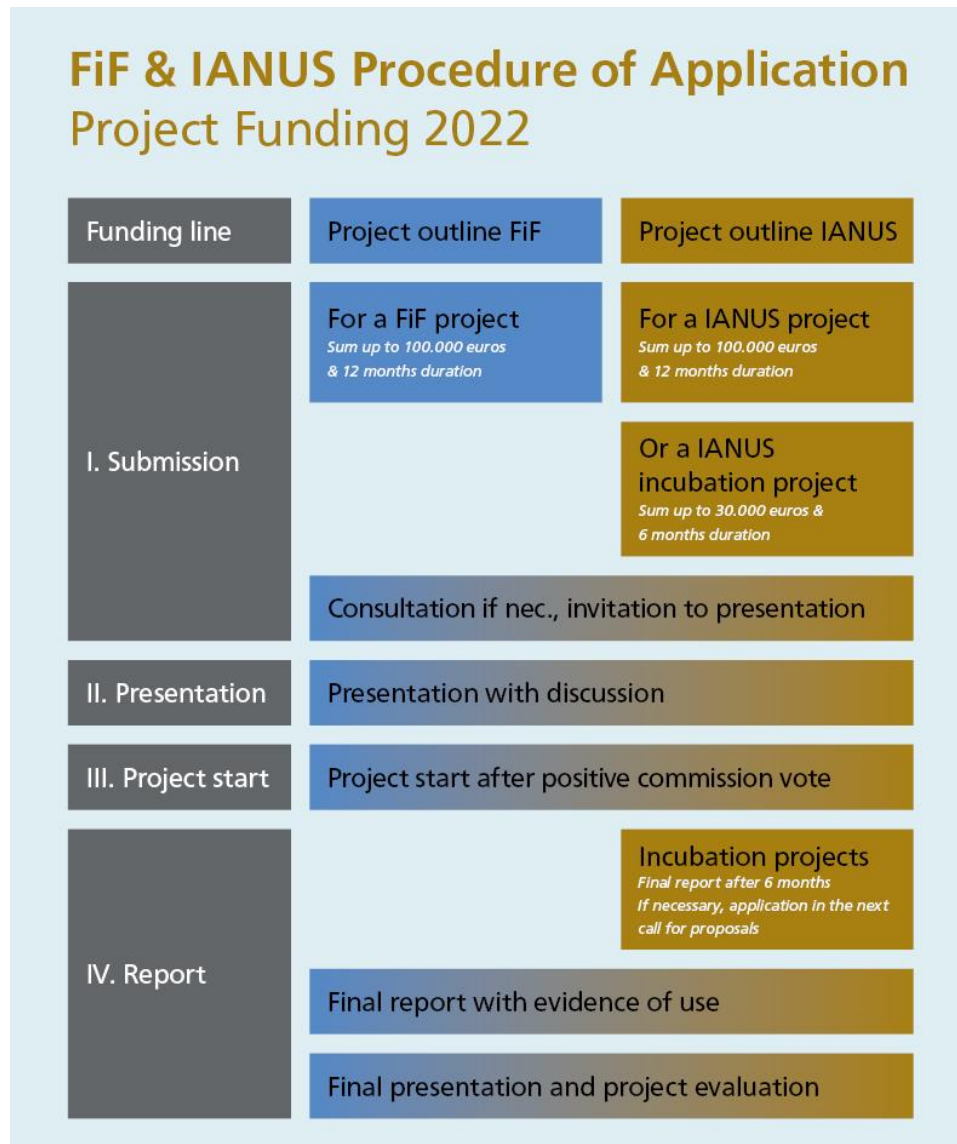 FiF & IANUS Procedure of Application
Project Funding 2022
Funding line
Project outline FiF
Project outline IANUS
I. Submission
For a FiF project
Sum up to 100.000 euros
& 12 months duration
For a IANUS project
Sum up to 100.000 euros
& 12 months duration
Or a IANUS
incubation project
Sum up to 30.000 euros &
6 months duration
Consultation if nec., invitation to presentation
II. Presentation
Presentation with discussion
III. Project start
Project start after positive commission vote
IV. Report
Incubation projects
Final report after 6 months
If necessary, application in the next
call for proposals
Final report with evidence of use
Final presentation and project evaluation